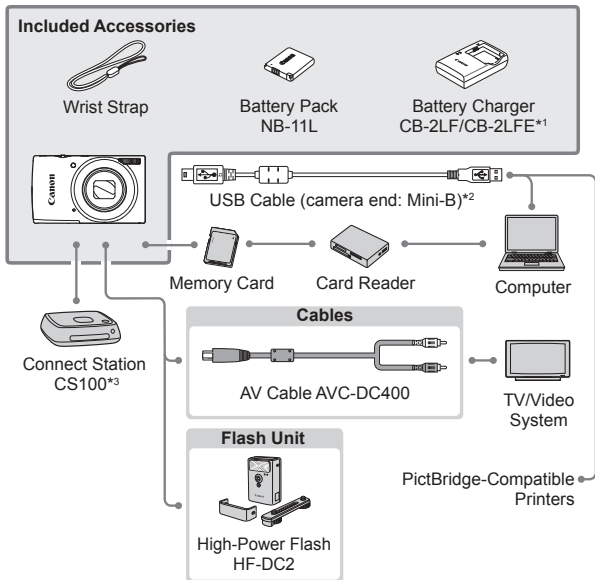 Included Accessories
Wrist Strap
Battery Pack
NB-11L
Battery Charger
CB-2LF/CB-2LFE*1
Canon
USB Cable (camera end: Mini-B)*2
Memory Card
Card Reader
Computer
Connect Station
CS100*3
Cables
AV Cable AVC-DC400
TV/Video
System
Flash Unit
High-Power Flash
HF-DC2
PictBridge-Compatible
Printers